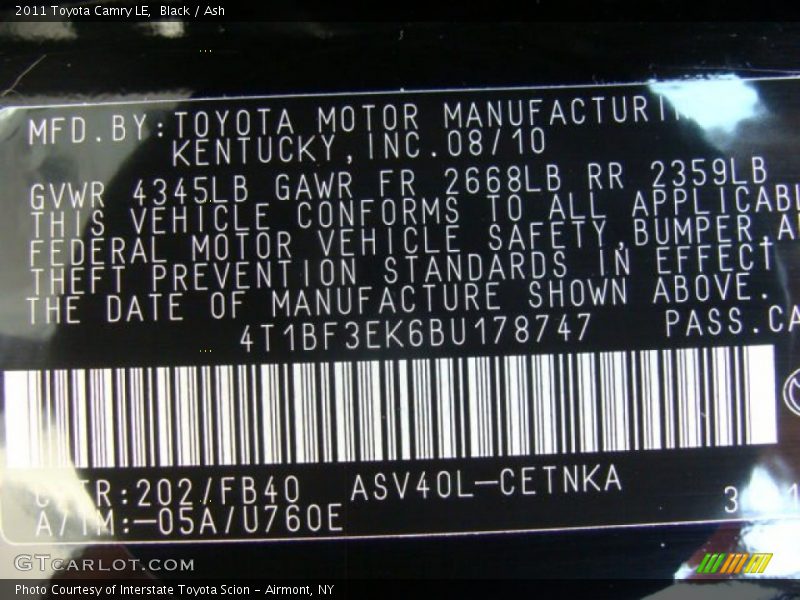 2011 Toyota Camry LE, Black / Ash
MFD.BY:TOYOTA MOTOR
KENTUCKY,INC.08/10
GVWR 4345LB GAWR FR 2668LB RR 2359LB
THIS VEHICLE CONFORMS TO ALL
FEDERAL MOTOR VEHICLE SAFETY,BUMPER,
THEFT PREVENTION STANDARDS IN EFFECT
THE DATE OF MANUFACTURE SHOWN ABOVE.
4T1BF3EK6BU178747 PASS.
:202/FB40 ASV40L-CETNKA
A/TM:-05A/U760E
GTCARLOT.COM
Photo Courtesy of Interstate Toyota Scion - Airmont, NY